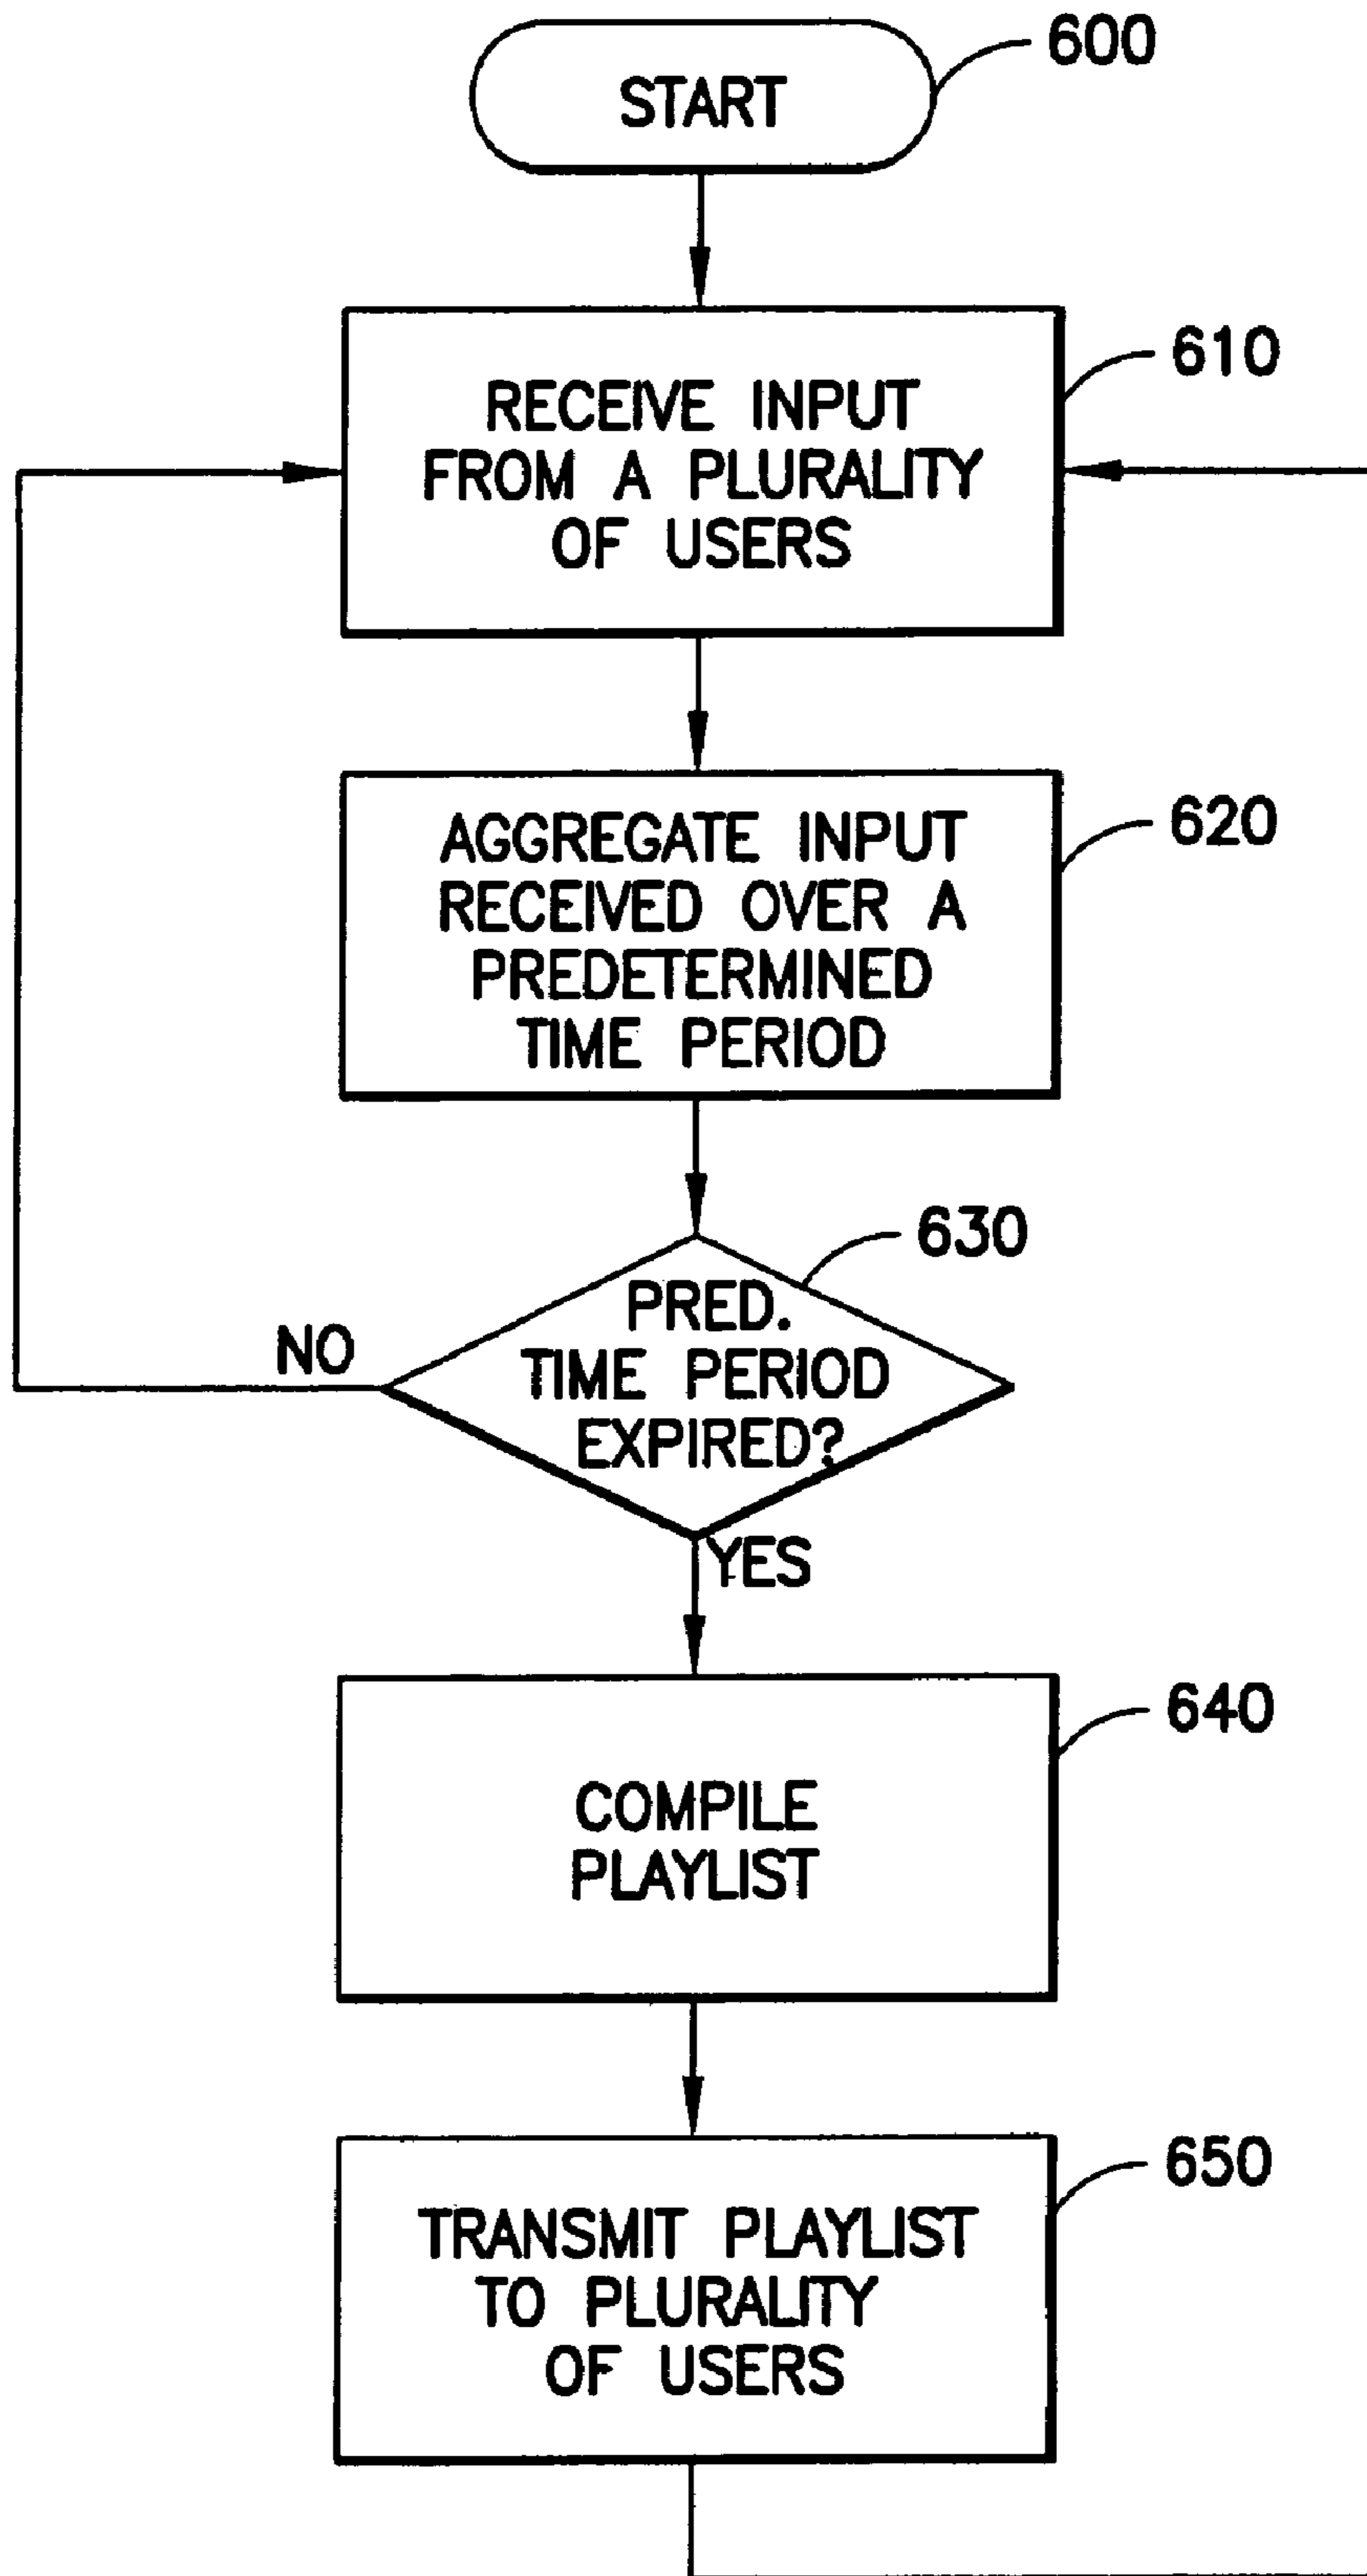 START
600
RECEIVE INPUT
FROM A PLURALITY
OF USERS
610
AGGREGATE INPUT
RECEIVED OVER A
PREDETERMINED
TIME PERIOD
620
630
PRED.
TIME PERIOD
EXPIRED?
NO
YES
COMPILE
PLAYLIST
640
TRANSMIT PLAYLIST
TO PLURALITY
OF USERS
650